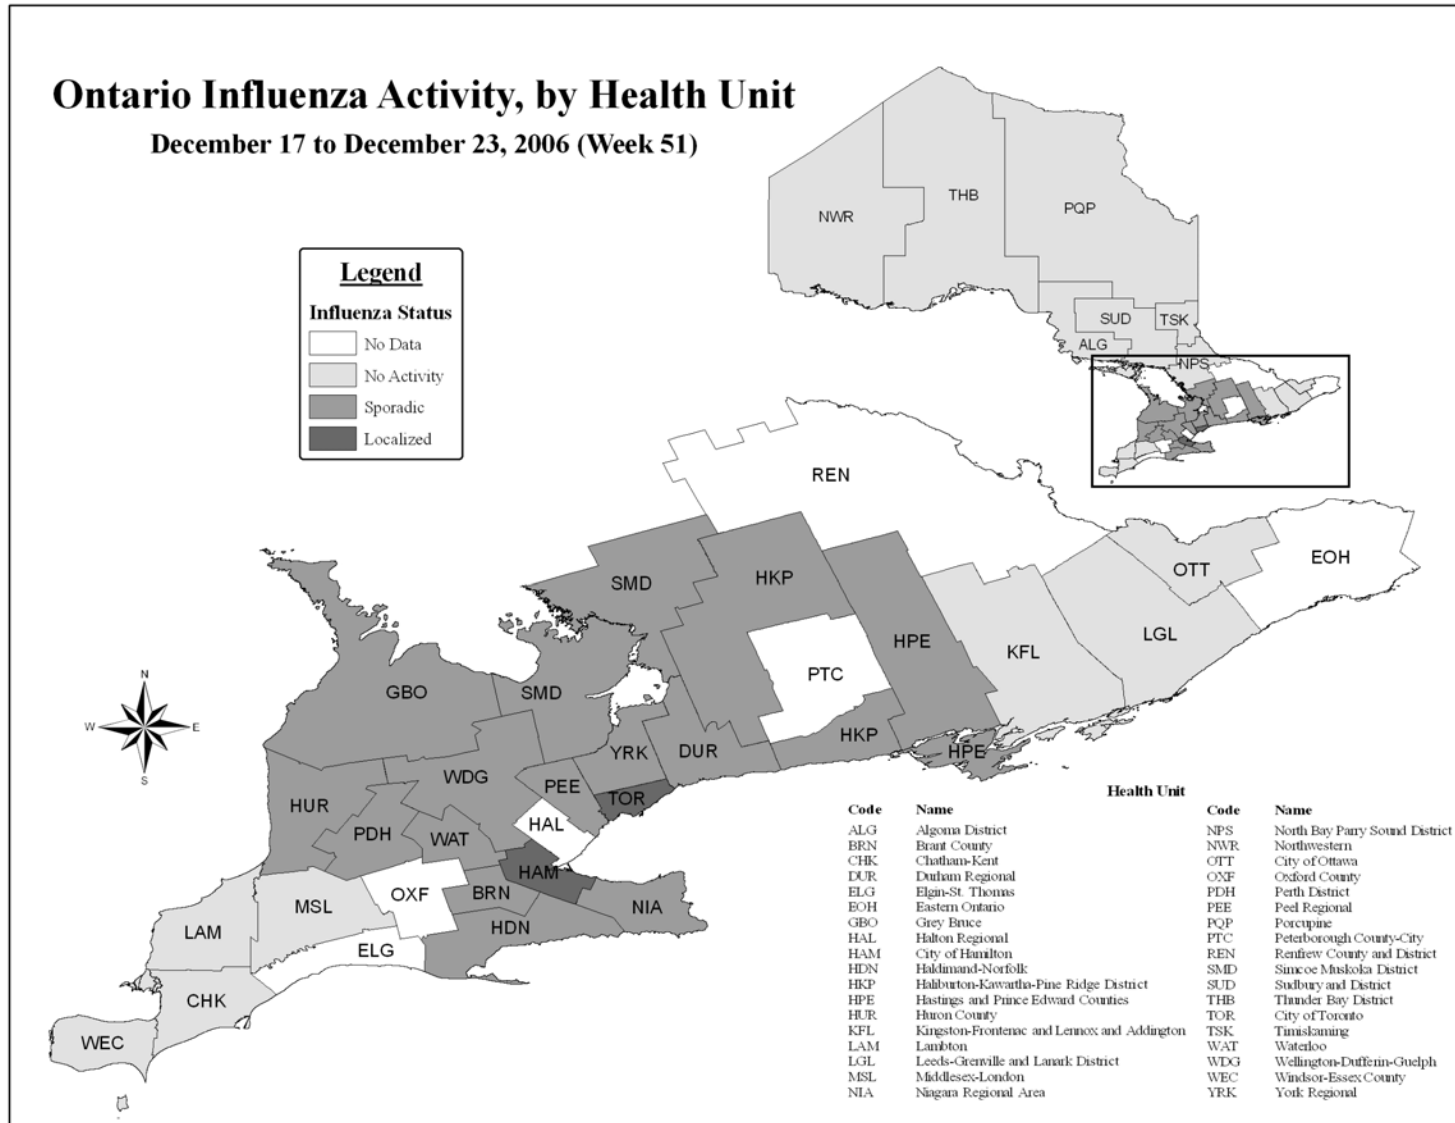 Ontario Influenza Activity, by Health Unit
December 17 to December 23, 2006 (Week 51)
Legend
Influenza Status
No Data
No Activity
Sporadic
Localized
NWR
THB
PQP
SUD
TSK
ALG
NPS
REN
SMD
HKP
OTT
EOH
HPE
LGL
KFL
PTC
GBO
SMD
HKP
HPE
YRK
DUR
WDG
PEE
TOR
HUR
PDH
WAT
HAL
HAM
OXF
BRN
NIA
MSL
HDN
LAM
ELG
CHK
WEC
N
W
E
S
Health Unit
Code Name Code Name
ALG Algoma District NPS North Bay Parry Sound District
BRN Brant County NWR Northwestern
CHK Chatham-Kent OTT City of Ottawa
DUR Durham Regional OXF Oxford County
ELG Elgin-St. Thomas PDH Perth District
EOH Eastern Ontario PEE Peel Regional
GBO Grey Bruce PQP Porcupine
HAL Halton Regional PTC Peterborough County-City
HAM City of Hamilton REN Renfrew County and District
HDN Haldimand-Norfolk SMD Simcoe Muskoka District
HKP Haliburton-Kawartha-Pine Ridge District SUD Sudbury and District
HPE Hastings and Prince Edward Counties THB Thunder Bay District
HUR Huron County TOR City of Toronto
KFL Kingston-Frontenac and Lennox and Addington TSK Timiskaming
LAM Lambton WAT Waterloo
LGL Leeds-Grenville and Lanark District WDG Wellington-Dufferin-Guelph
MSL Middlesex-London WEC Windsor-Essex County
NIA Niagara Regional Area YRK York Regional